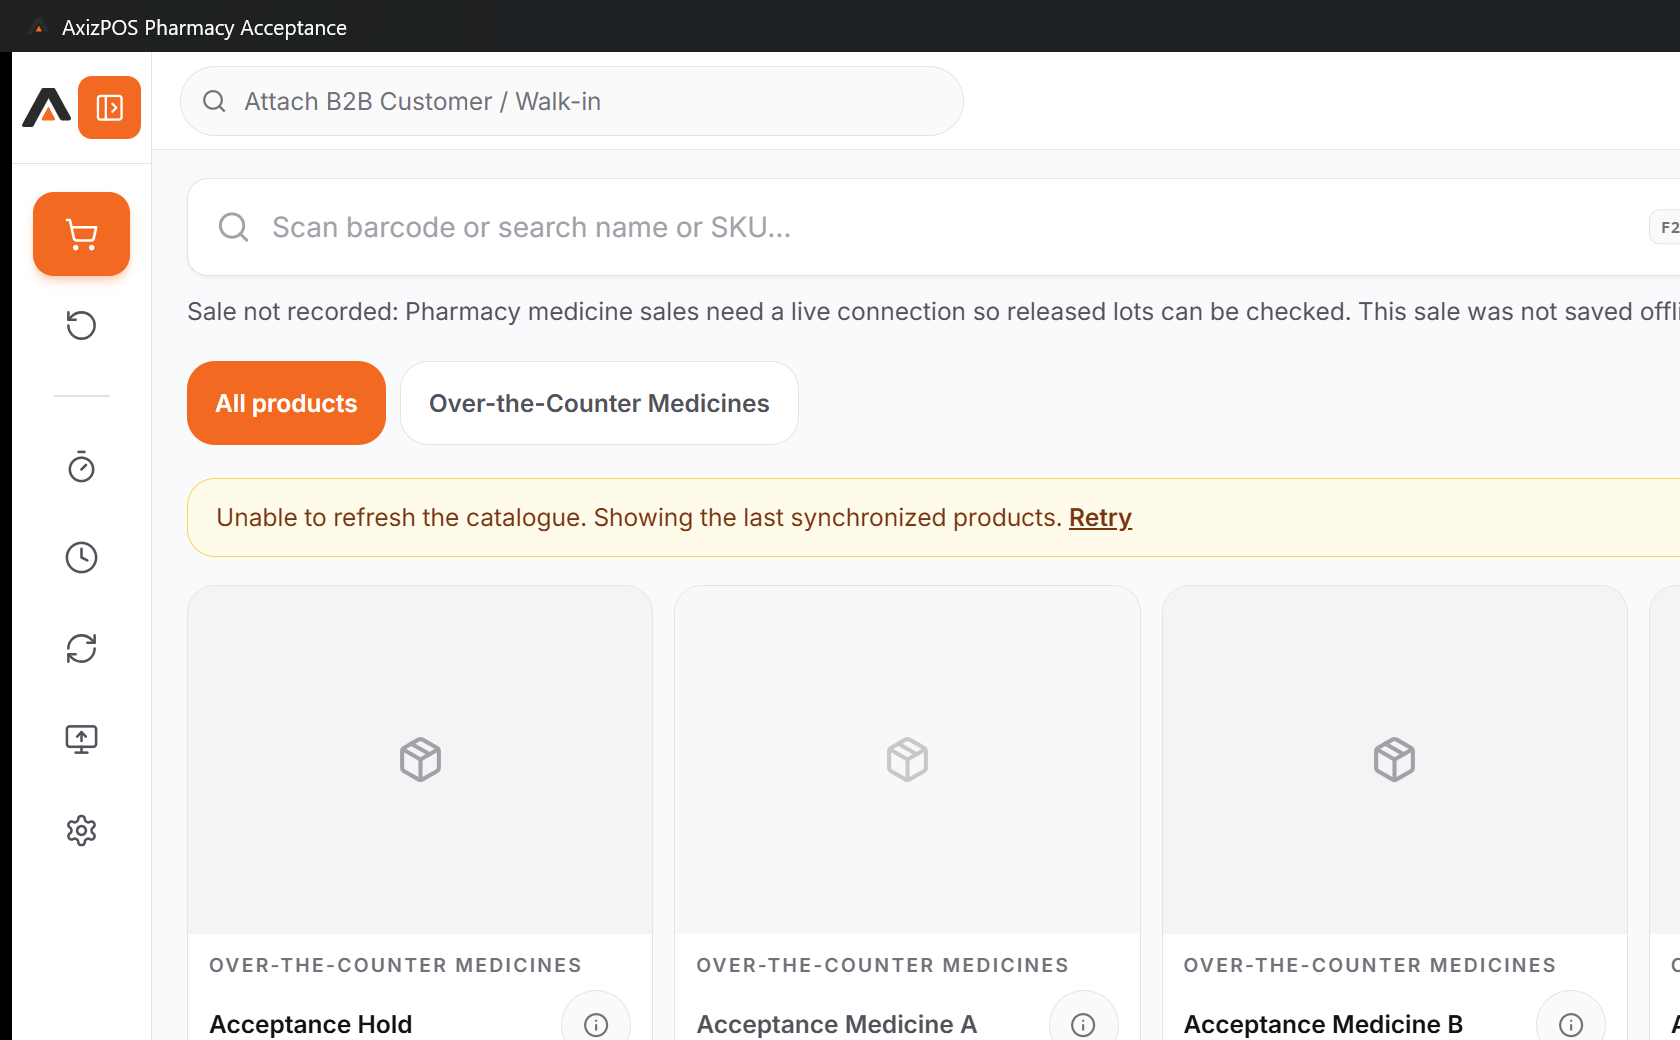 AxizPOS Pharmacy Acceptance
Attach B2B Customer / Walk-in
Scan barcode or search name or SKU...
F2
Sale not recorded: Pharmacy medicine sales need a live connection so released lots can be checked. This sale was not saved
All products
Over-the-Counter Medicines
Unable to refresh the catalogue. Showing the last synchronized products. Retry
OVER-THE-COUNTER MEDICINES
OVER-THE-COUNTER MEDICINES
OVER-THE-COUNTER MEDICINES
Acceptance Hold
Acceptance Medicine A
Acceptance Medicine B